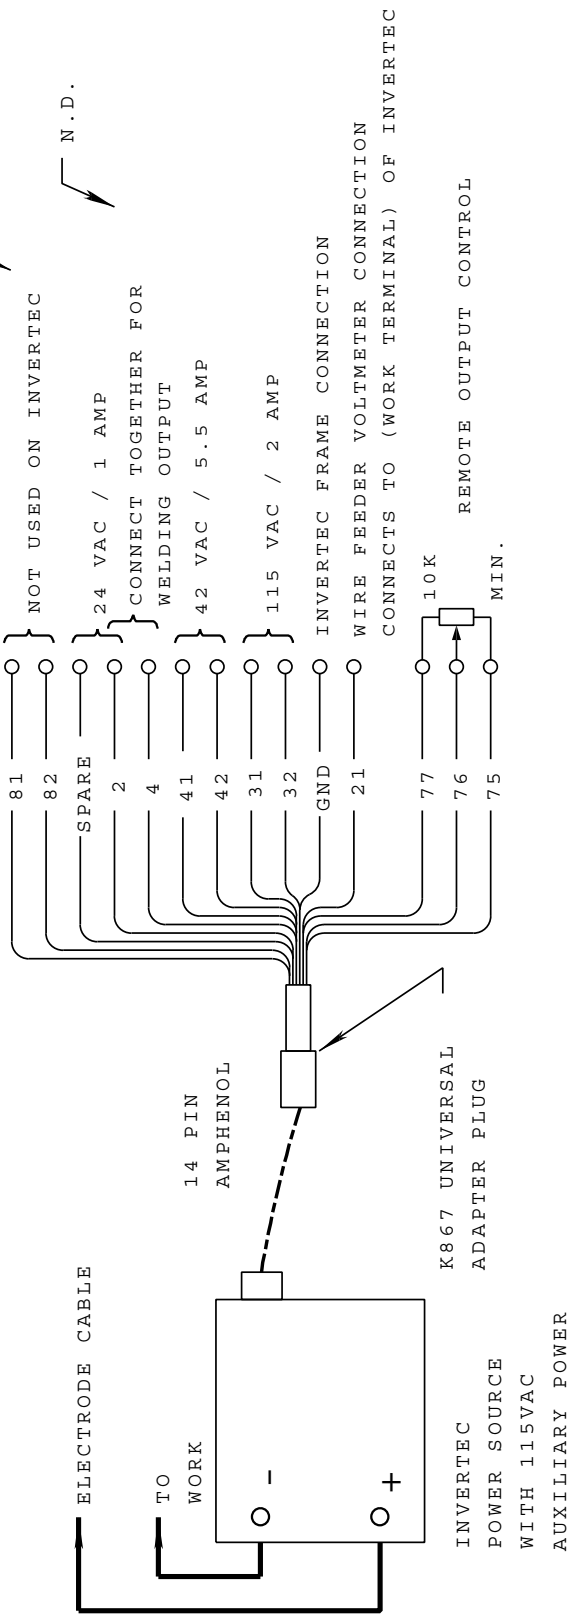 N.D.
NOT USED ON INVERTEC
24 VAC / 1 AMP
CONNECT TOGETHER FOR
WELDING OUTPUT
42 VAC / 5.5 AMP
115 VAC / 2 AMP
INVERTEC FRAME CONNECTION
WIRE FEEDER VOLTMETER CONNECTION
CONNECTS TO (WORK TERMINAL) OF INVERTEC
10K
REMOTE OUTPUT CONTROL
MIN.
81
82
SPARE
2
4
41
42
31
32
GND
21
77
76
75
14 PIN
AMPHENOL
K867 UNIVERSAL
ADAPTER PLUG
ELECTRODE CABLE
TO
WORK
-
+
INVERTEC
POWER SOURCE
WITH 115VAC
AUXILIARY POWER